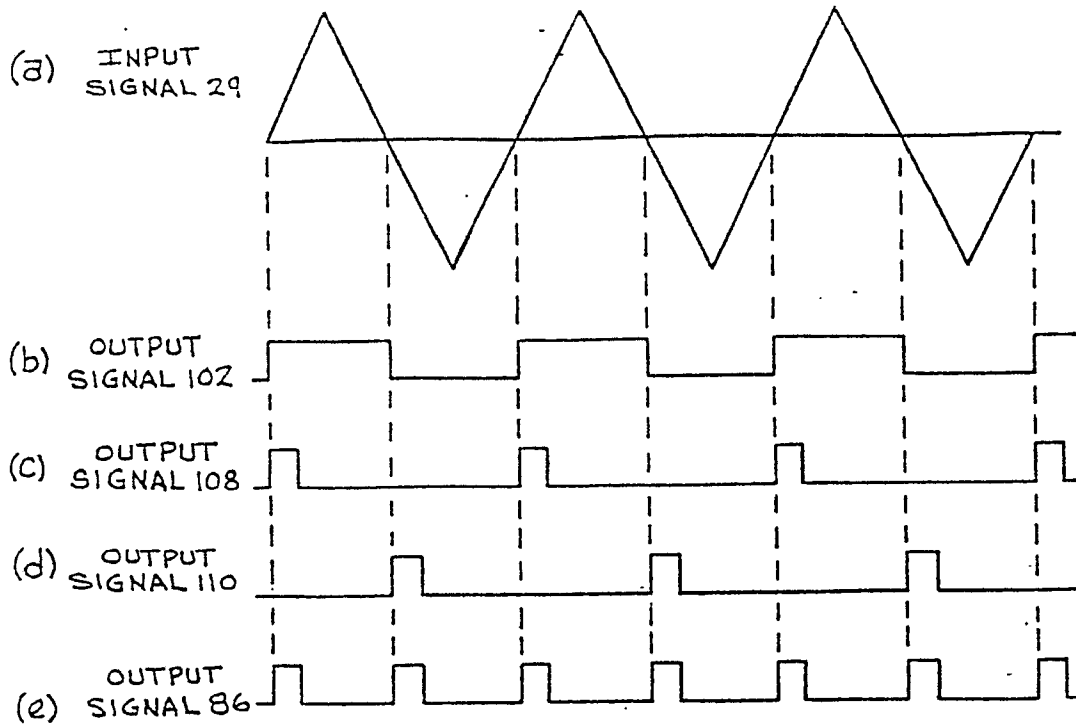 (a) INPUT
SIGNAL 29
(b) OUTPUT
SIGNAL 102
(c) OUTPUT
SIGNAL 108
(d) OUTPUT
SIGNAL 110
OUTPUT
(e) SIGNAL 86